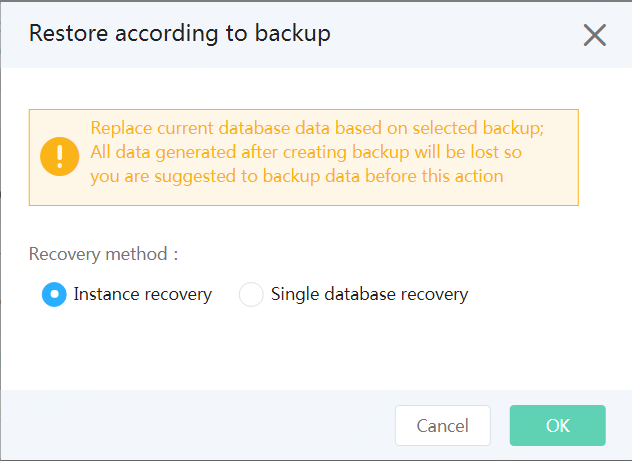 Restore according to backup
Replace current database data based on selected backup;
All data generated after creating backup will be lost so
you are suggested to backup data before this action
Recovery method :
Instance recovery Single database recovery
Cancel OK